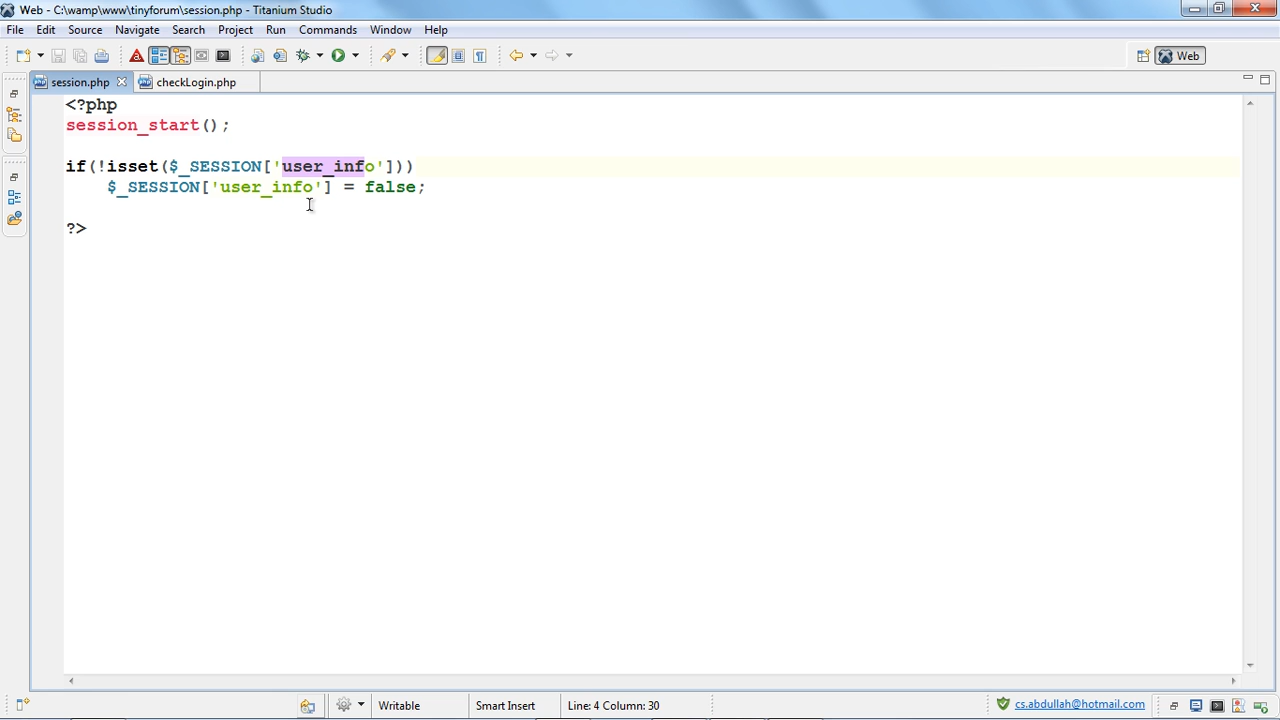 Web - C:\wamp\www\tinyforum\session.php - Titanium Studio
File Edit Source Navigate Search Project Run Commands Window Help
Web
session.php checkLogin.php
<?php
session_start();
if(!isset($_SESSION['user_info']))
    $_SESSION['user_info'] = false;
?>
Writable Smart Insert Line: 4 Column: 30 cs.abdullah@hotmail.com